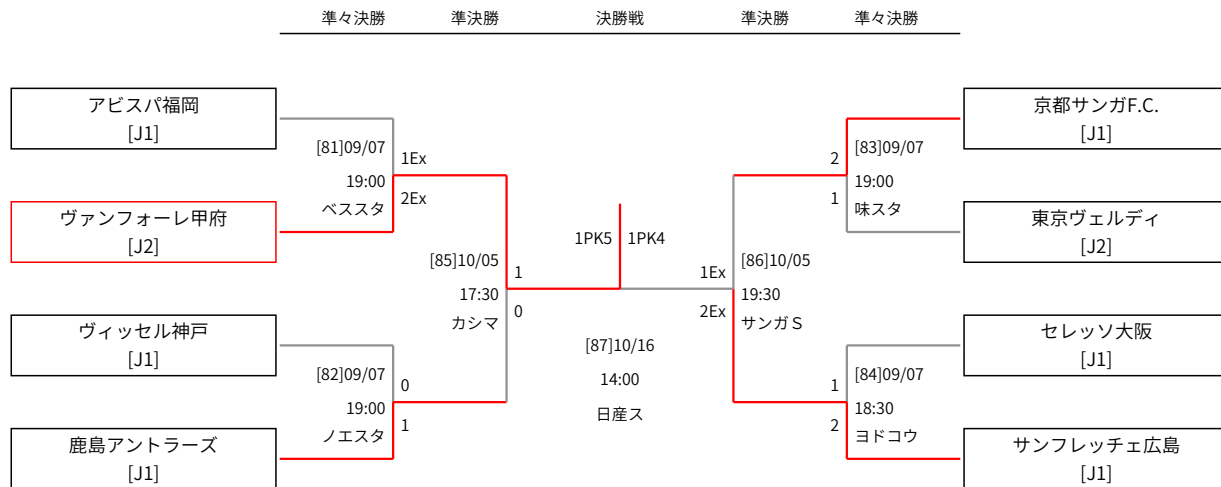 準々決勝 準決勝 決勝戦 準決勝 準々決勝
アビスパ福岡
[J1]
ヴァンフォーレ甲府
[J2]
ヴィッセル神戸
[J1]
鹿島アントラーズ
[J1]
[81]09/07
19:00
ベススタ
1Ex
2Ex
[82]09/07
19:00
ノエスタ
0
1
[85]10/05
17:30
カシマ
1
0
1PK5
1PK4
[87]10/16
14:00
日産ス
1Ex
2Ex
[86]10/05
19:30
サンガS
2
1
[83]09/07
19:00
味スタ
1
2
[84]09/07
18:30
ヨドコウ
京都サンガF.C.
[J1]
東京ヴェルディ
[J2]
セレッソ大阪
[J1]
サンフレッチェ広島
[J1]